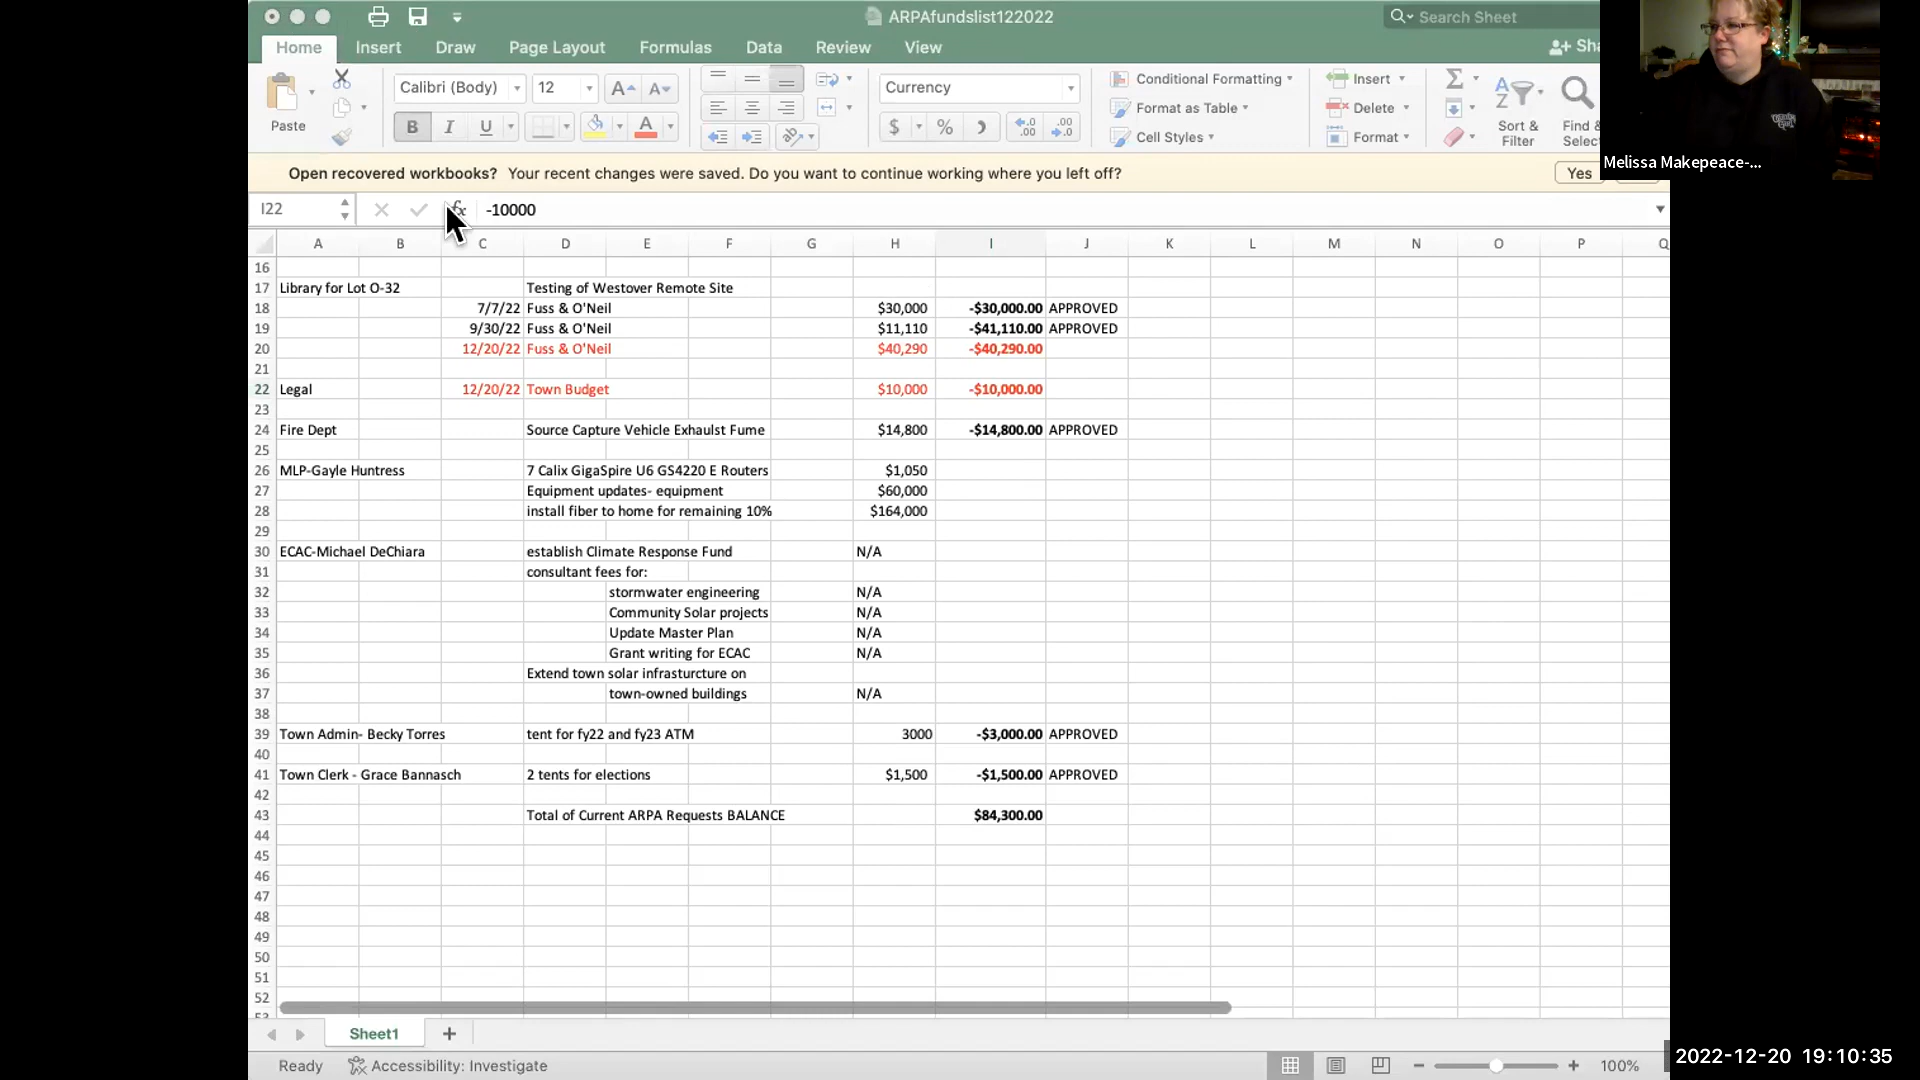 ARPAfundslist122022
Search Sheet
Home Insert Draw Page Layout Formulas Data Review View Sha
Paste
Calibri (Body) 12
Currency
$ % )
Conditional Formatting
Format as Table
Cell Styles
Insert
Delete
Format
Sort & Filter
Find & Selec
Melissa Makepeace-...
Open recovered workbooks? Your recent changes were saved. Do you want to continue working where you left off? Yes
I22 fx -10000
A B C D E F G H I J K L M N O P Q
16
17 Library for Lot O-32 Testing of Westover Remote Site
18 7/7/22 Fuss & O'Neil $30,000 -$30,000.00 APPROVED
19 9/30/22 Fuss & O'Neil $11,110 -$41,110.00 APPROVED
20 12/20/22 Fuss & O'Neil $40,290 -$40,290.00
21
22 Legal 12/20/22 Town Budget $10,000 -$10,000.00
23
24 Fire Dept Source Capture Vehicle Exhaulst Fume $14,800 -$14,800.00 APPROVED
25
26 MLP-Gayle Huntress 7 Calix GigaSpire U6 GS4220 E Routers $1,050
27 Equipment updates- equipment $60,000
28 install fiber to home for remaining 10% $164,000
29
30 ECAC-Michael DeChiara establish Climate Response Fund N/A
31 consultant fees for:
32 stormwater engineering N/A
33 Community Solar projects N/A
34 Update Master Plan N/A
35 Grant writing for ECAC N/A
36 Extend town solar infrasturcture on
37 town-owned buildings N/A
38
39 Town Admin- Becky Torres tent for fy22 and fy23 ATM 3000 -$3,000.00 APPROVED
40
41 Town Clerk - Grace Bannasch 2 tents for elections $1,500 -$1,500.00 APPROVED
42
43 Total of Current ARPA Requests BALANCE $84,300.00
44
45
46
47
48
49
50
51
52
Sheet1 +
Ready Accessibility: Investigate 100%
2022-12-20 19:10:35